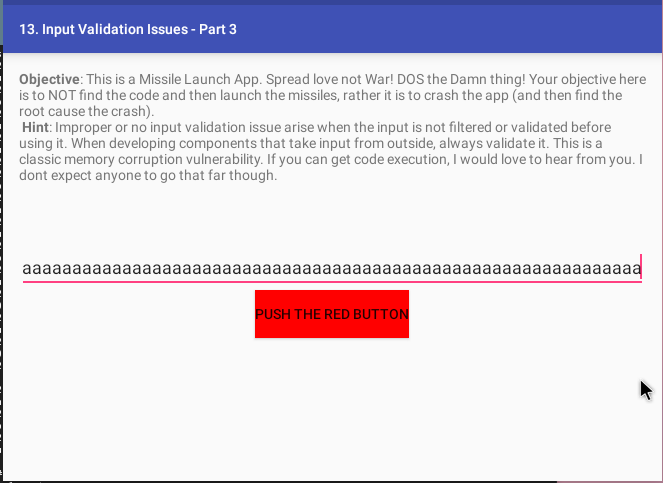 13. Input Validation Issues - Part 3
Objective: This is a Missile Launch App. Spread love not War! DOS the Damn thing! Your objective here
is to NOT find the code and then launch the missiles, rather it is to crash the app (and then find the
root cause the crash).
Hint: Improper or no input validation issue arise when the input is not filtered or validated before
using it. When developing components that take input from outside, always validate it. This is a
classic memory corruption vulnerability. If you can get code execution, I would love to hear from you. I
dont expect anyone to go that far though.
aaaaaaaaaaaaaaaaaaaaaaaaaaaaaaaaaaaaaaaaaaaaaaaaaaaaaaaaaaaaaa
PUSH THE RED BUTTON